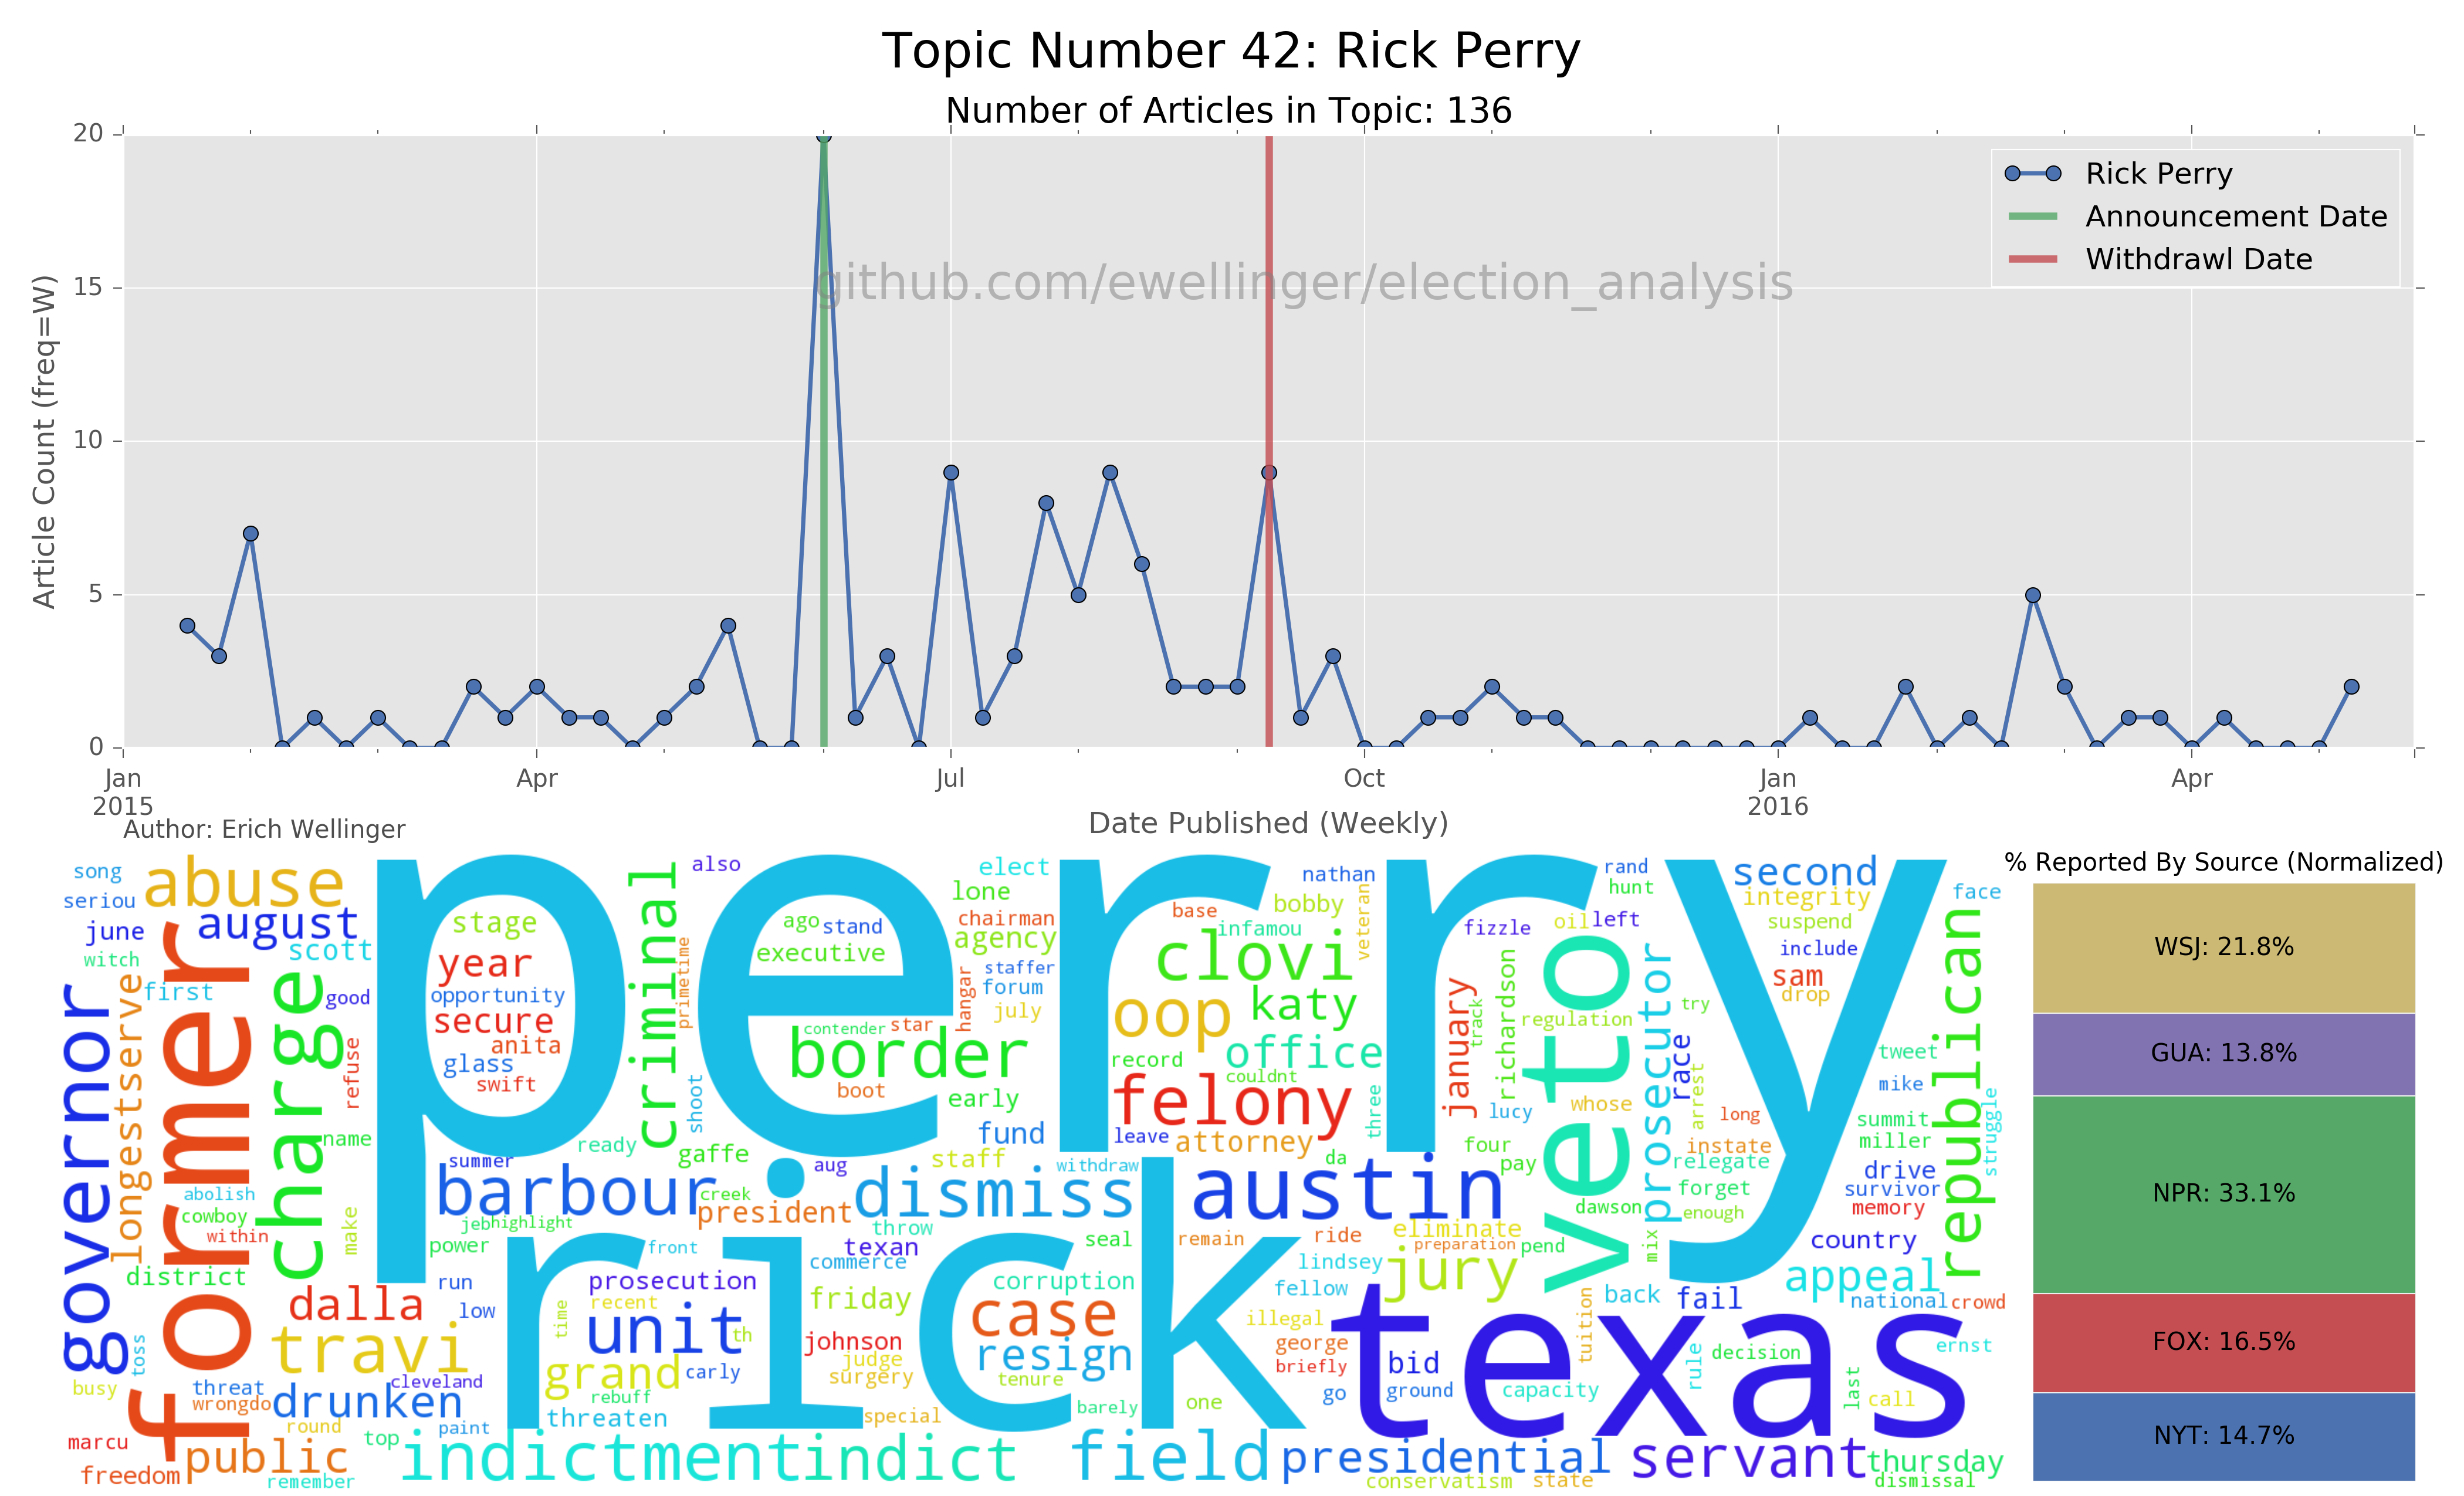 Topic Number 42: Rick Perry
Number of Articles in Topic: 136
20
15
10
5
0
Article Count (freq=W)
Rick Perry
Announcement Date
Withdrawl Date
github.com/ewellinger/election_analysis
Jan
2015
Apr
Jul
Oct
Jan
2016
Apr
Author: Erich Wellinger
Date Published (Weekly)
% Reported By Source (Normalized)
WSJ: 21.8%
GUA: 13.8%
NPR: 33.1%
FOX: 16.5%
NYT: 14.7%
perry
rick
texas
former
governor
charge
veto
republican
criminal
prosecutor
longestserve
song
seriou
abuse
june
august
witch
scott
first
good
refuse
name
stage
year
opportunity
secure
anita
glass
swift
also
primetime
shoot
ago
stand
executive
contender
star
border
boot
elect
lone
chairman
agency
staffer
forum
hangar
july
early
fund
base
infamou
clovi
oop
katy
record
office
couldnt
felony
leave
attorney
nathan
bobby
veteran
three
da
rand
hunt
fizzle
oil
left
january
track
richardson
regulation
lucy
whose
four
pay
try
race
arrest
second
integrity
suspend
include
sam
drop
face
tweet
mike
long
summit
miller
struggle
instate
relegate
drive
survivor
memory
forget
enough
dawson
mix
country
appeal
national
crowd
ready
gaffe
summer
barbour
aug
staff
withdraw
dismiss
austin
creek
president
jeb
highlight
throw
texan
commerce
seal
remain
ride
eliminate
preparation
pend
lindsey
fellow
jury
abolish
cowboy
within
make
district
power
front
run
prosecution
corruption
dalla
low
time
recent
unit
th
friday
case
illegal
george
briefly
back
fail
tuition
travi
toss
grand
carly
johnson
judge
surgery
resign
tenure
bid
rule
decision
ernst
busy
threat
wrongdo
drunken
cleveland
rebuff
threaten
special
barely
one
go
ground
capacity
last
call
marcu
freedom
public
round
remember
top
paint
indictment
indict
field
presidential
conservatism
state
servant
thursday
dismissal